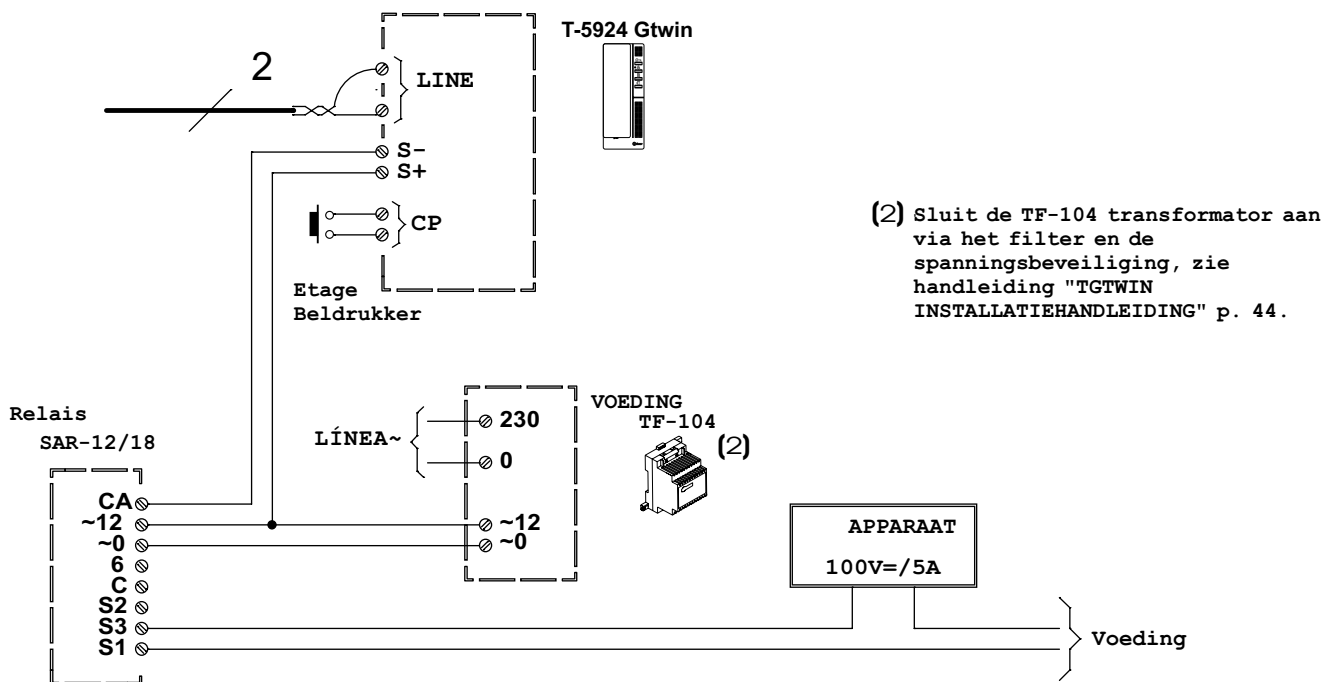 T-5924 Gtwin
2
LINE
S-
S+
CP
Etage
Beldrukker
(2) Sluit de TF-104 transformator aan
via het filter en de
spanningsbeveiliging, zie
handleiding "TGTWIN
INSTALLATIEHANDLEIDING" p. 44.
Relais
SAR-12/18
CA
~12
~0
6
C
S2
S3
S1
LÍNEA~
230
0
~12
~0
VOEDING
TF-104
(2)
APPARAAT
100V=/5A
Voeding